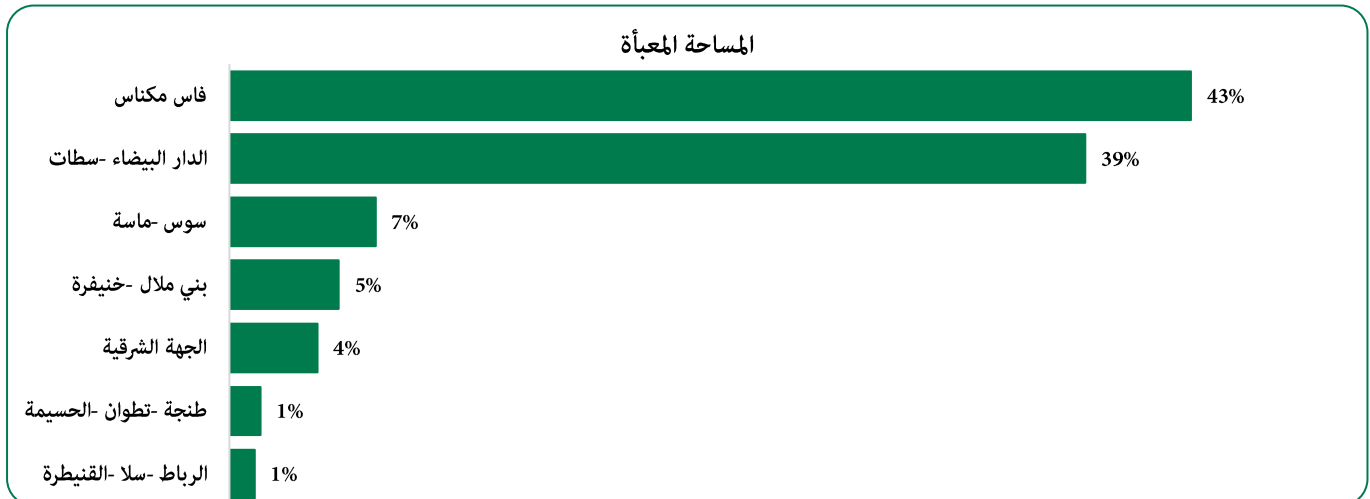 المساحة المعبأة
فاس مكناس 43%
الدار البيضاء -سطات 39%
سوس -ماسة 7%
بني ملال -خنيفرة 5%
الجهة الشرقية 4%
طنجة -تطوان -الحسيمة 1%
الرباط -سلا -القنيطرة 1%